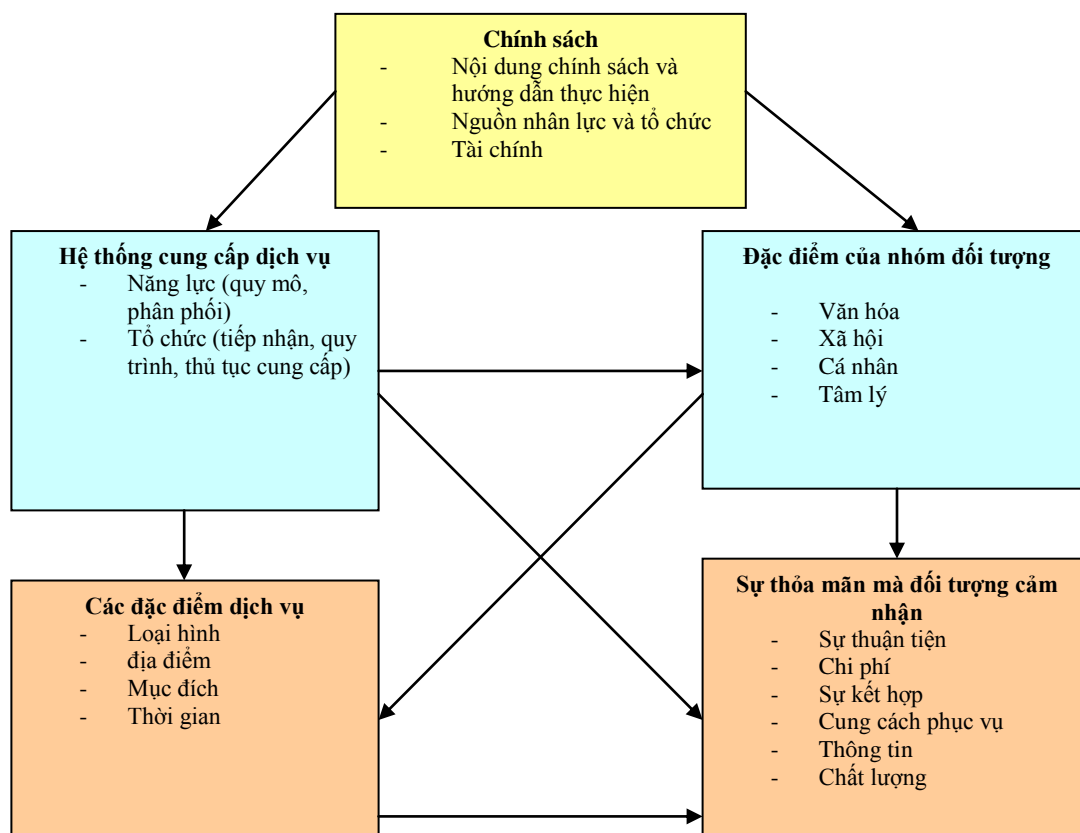 Chính sách
- Nội dung chính sách và
hướng dẫn thực hiện
- Nguồn nhân lực và tổ chức
- Tài chính
Hệ thống cung cấp dịch vụ
- Năng lực (quy mô,
phân phối)
- Tổ chức (tiếp nhận, quy
trình, thủ tục cung cấp)
Đặc điểm của nhóm đối tượng
- Văn hóa
- Xã hội
- Cá nhân
- Tâm lý
Các đặc điểm dịch vụ
- Loại hình
- địa điểm
- Mục đích
- Thời gian
Sự thỏa mãn mà đối tượng cảm
nhận
- Sự thuận tiện
- Chi phí
- Sự kết hợp
- Cung cách phục vụ
- Thông tin
- Chất lượng